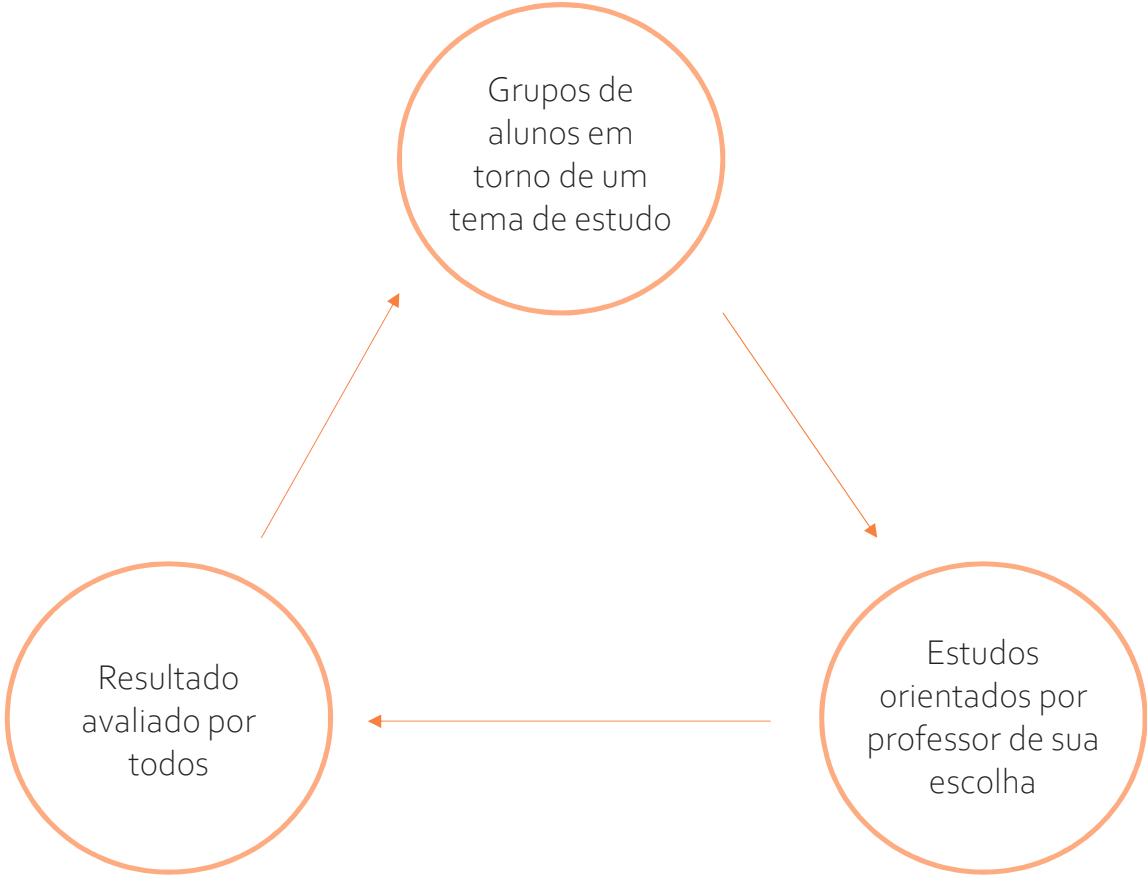 Grupos de
alunos em
torno de um
tema de estudo
Estudos
orientados por
professor de sua
escolha
Resultado
avaliado por
todos